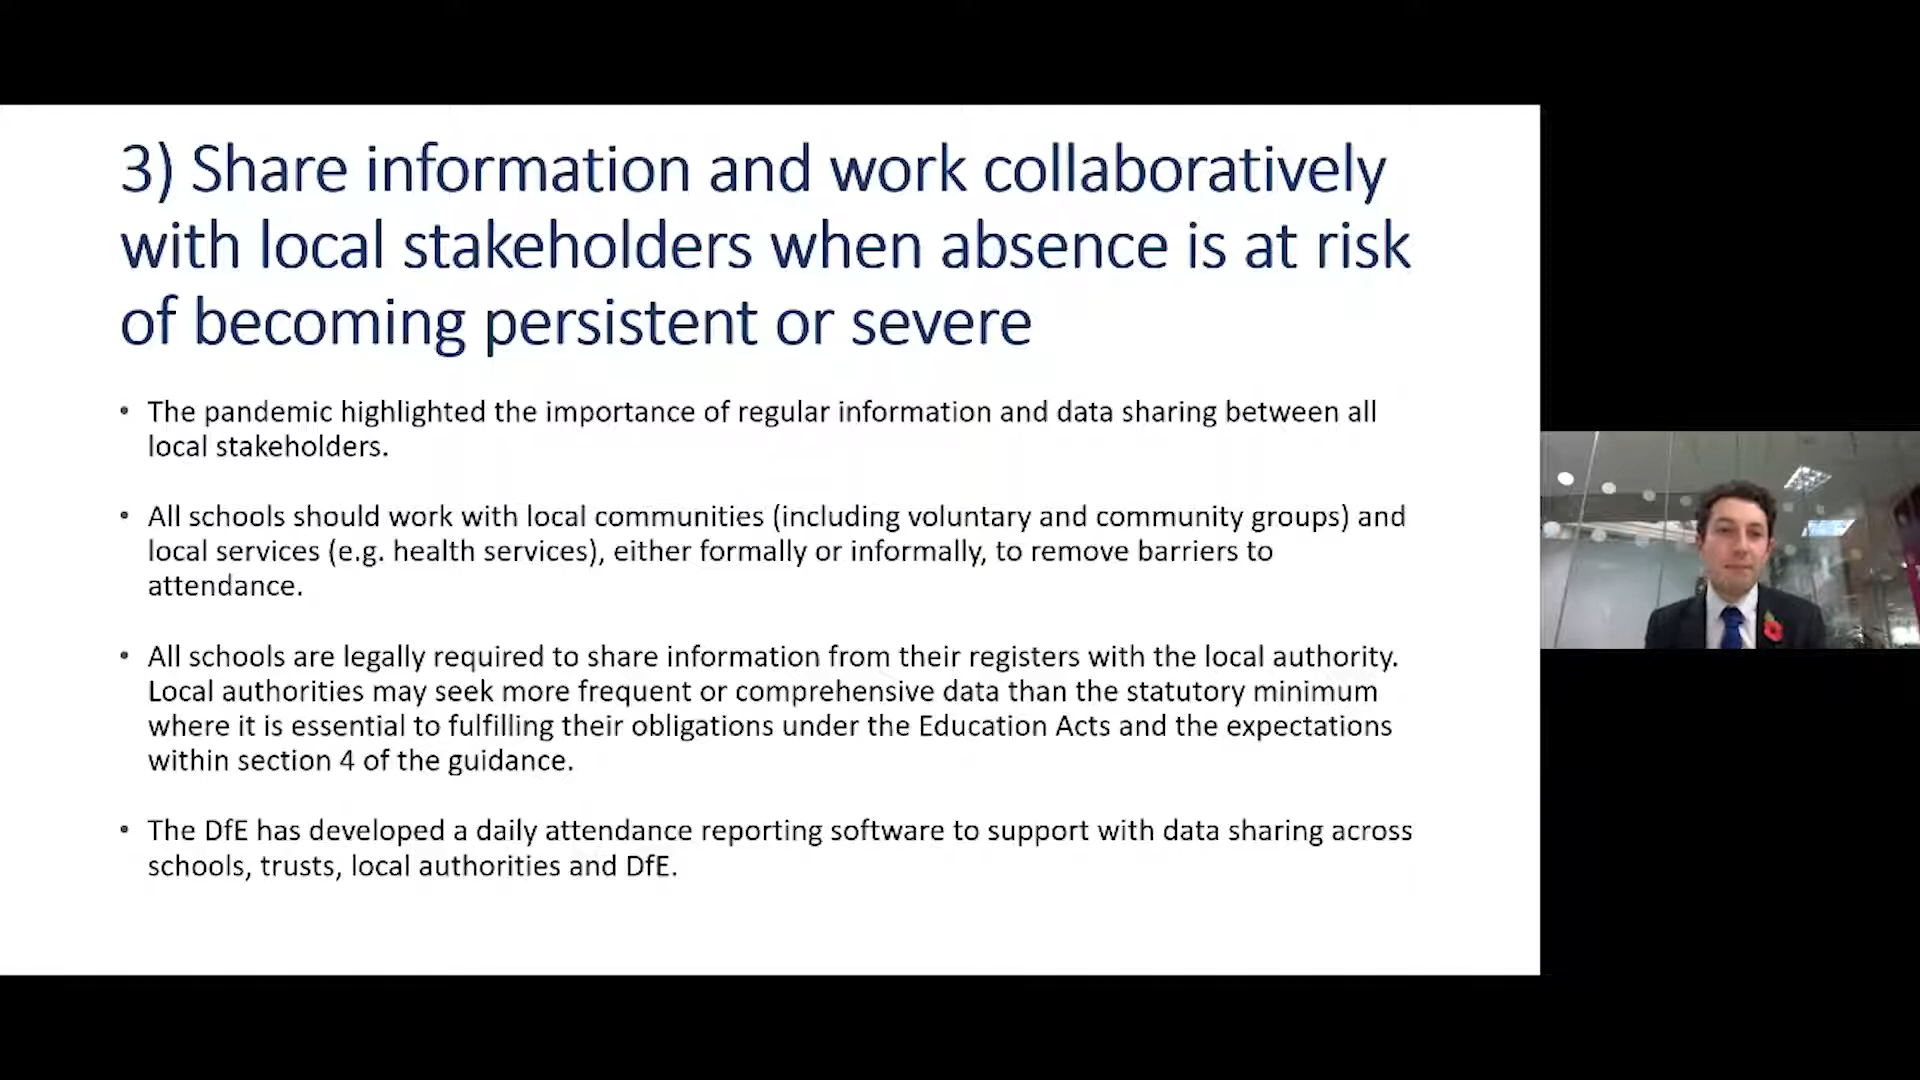 3) Share information and work collaboratively
with local stakeholders when absence is at risk
of becoming persistent or severe
• The pandemic highlighted the importance of regular information and data sharing between all
local stakeholders.
• All schools should work with local communities (including voluntary and community groups) and
local services (e.g. health services), either formally or informally, to remove barriers to
attendance.
• All schools are legally required to share information from their registers with the local authority.
Local authorities may seek more frequent or comprehensive data than the statutory minimum
where it is essential to fulfilling their obligations under the Education Acts and the expectations
within section 4 of the guidance.
• The DfE has developed a daily attendance reporting software to support with data sharing across
schools, trusts, local authorities and DfE.